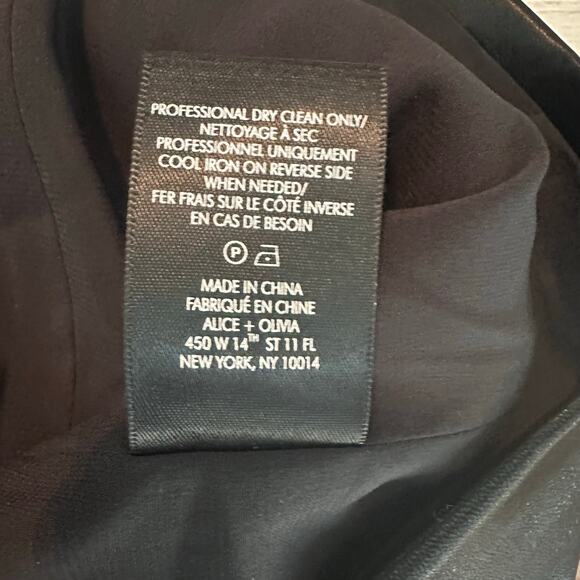 PROFESSIONAL DRY CLEAN ONLY/
NETTOYAGE À SEC
PROFESSIONNEL UNIQUEMENT
COOL IRON ON REVERSE SIDE
WHEN NEEDED/
FER FRAIS SUR LE CÔTÉ INVERSE
EN CAS DE BESOIN
P
MADE IN CHINA
FABRIQUÉ EN CHINE
ALICE + OLIVIA
450 W 14TH ST 11 FL
NEW YORK, NY 10014